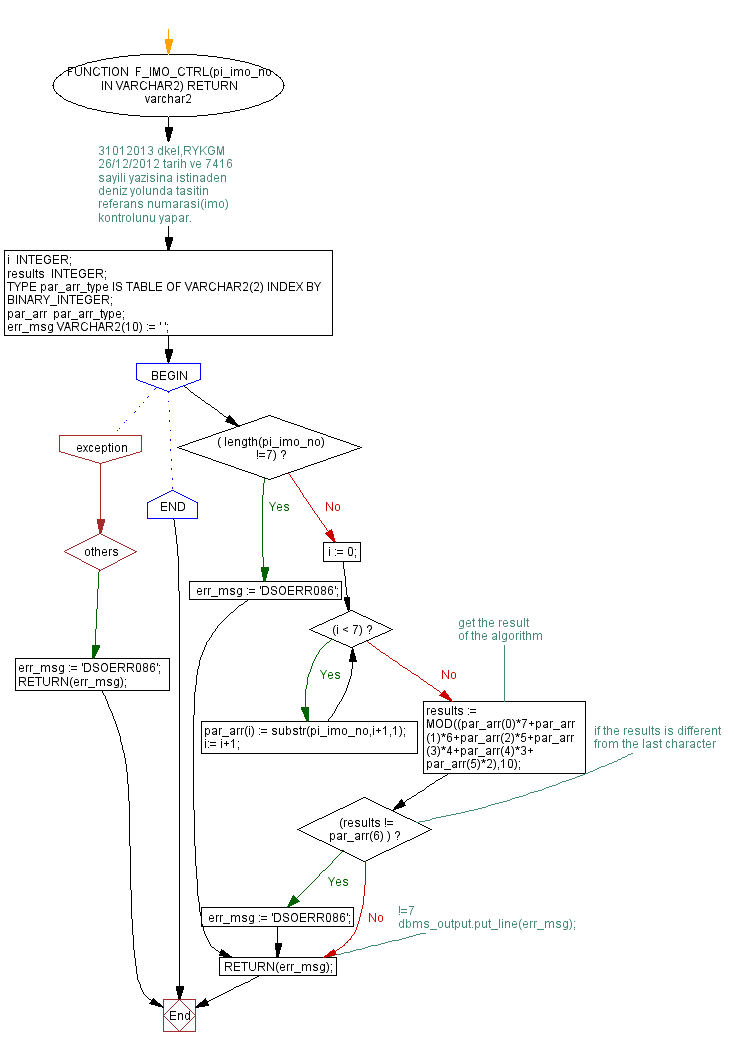 FUNCTION F_IMO_CTRL(pi_imo_no
IN VARCHAR2) RETURN
varchar2
31012013 dkel,RYKGM
26/12/2012 tarih ve 7416
sayili yazisina istinaden
deniz yolunda tasitin
referans numarasi(imo)
kontrolunu yapar.
i INTEGER;
results INTEGER;
TYPE par_arr_type IS TABLE OF VARCHAR2(2) INDEX BY
BINARY_INTEGER;
par_arr par_arr_type;
err_msg VARCHAR2(10) := ' ';
BEGIN
exception
( length(pi_imo_no)
!=7) ?
END
Yes
No
others
i := 0;
err_msg := 'DSOERR086';
(i < 7) ?
get the result
of the algorithm
Yes
No
err_msg := 'DSOERR086';
RETURN(err_msg);
par_arr(i) := substr(pi_imo_no,i+1,1);
i:= i+1;
results :=
MOD((par_arr(0)*7+par_arr
(1)*6+par_arr(2)*5+par_arr
(3)*4+par_arr(4)*3+
par_arr(5)*2),10);
if the results is different
from the last character
(results !=
par_arr(6) ) ?
Yes
No
err_msg := 'DSOERR086';
!=7
dbms_output.put_line(err_msg);
RETURN(err_msg);
End